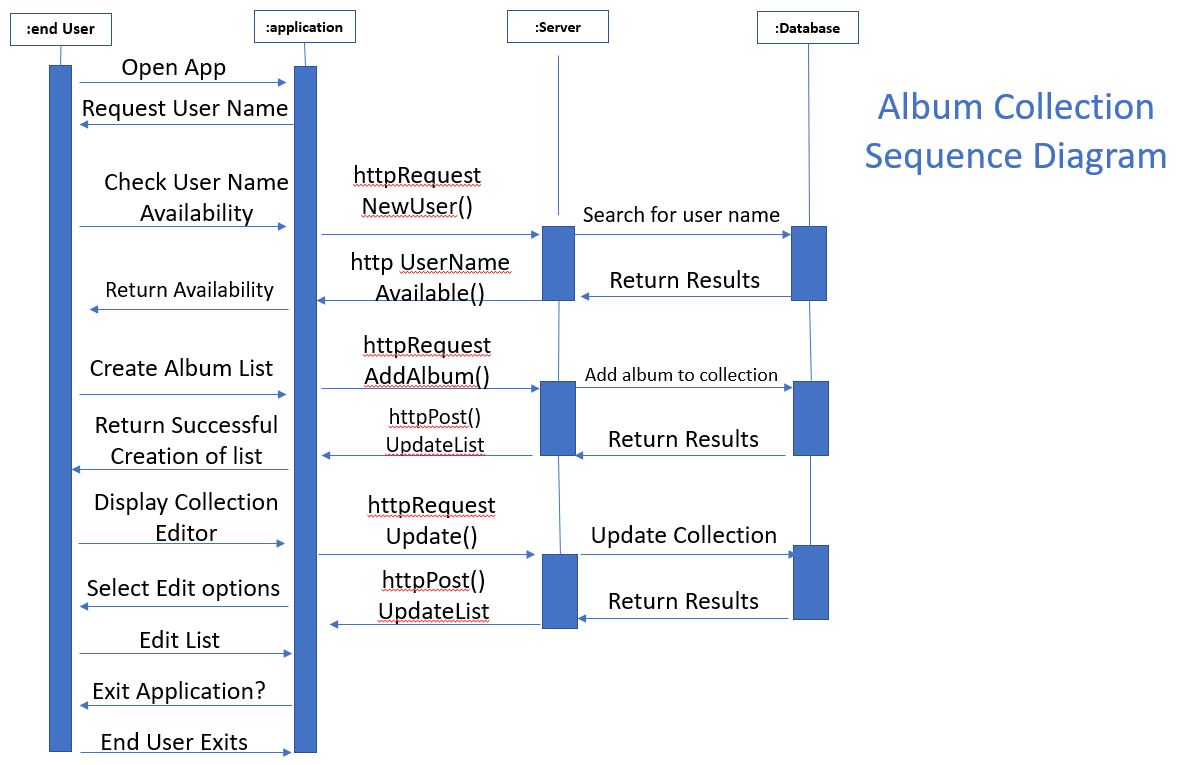 :end User
:application
:Server
:Database
Album Collection
Sequence Diagram
Open App
Request User Name
Check User Name
Availability
httpRequest
NewUser()
Search for user name
http UserName
Available()
Return Results
Return Availability
httpRequest
AddAlbum()
Create Album List
Add album to collection
httpPost()
UpdateList
Return Results
Return Successful
Creation of list
Display Collection
Editor
httpRequest
Update()
Update Collection
Select Edit options
httpPost()
UpdateList
Return Results
Edit List
Exit Application?
End User Exits